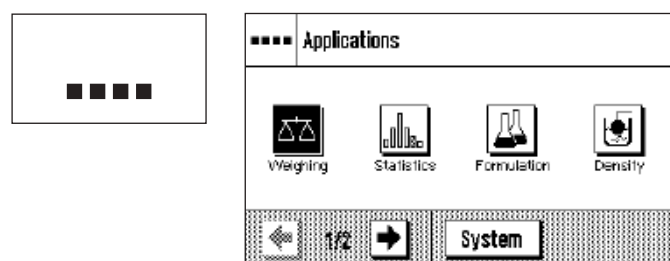 Applications
Weighing Statistics Formulation Density
1/2 System